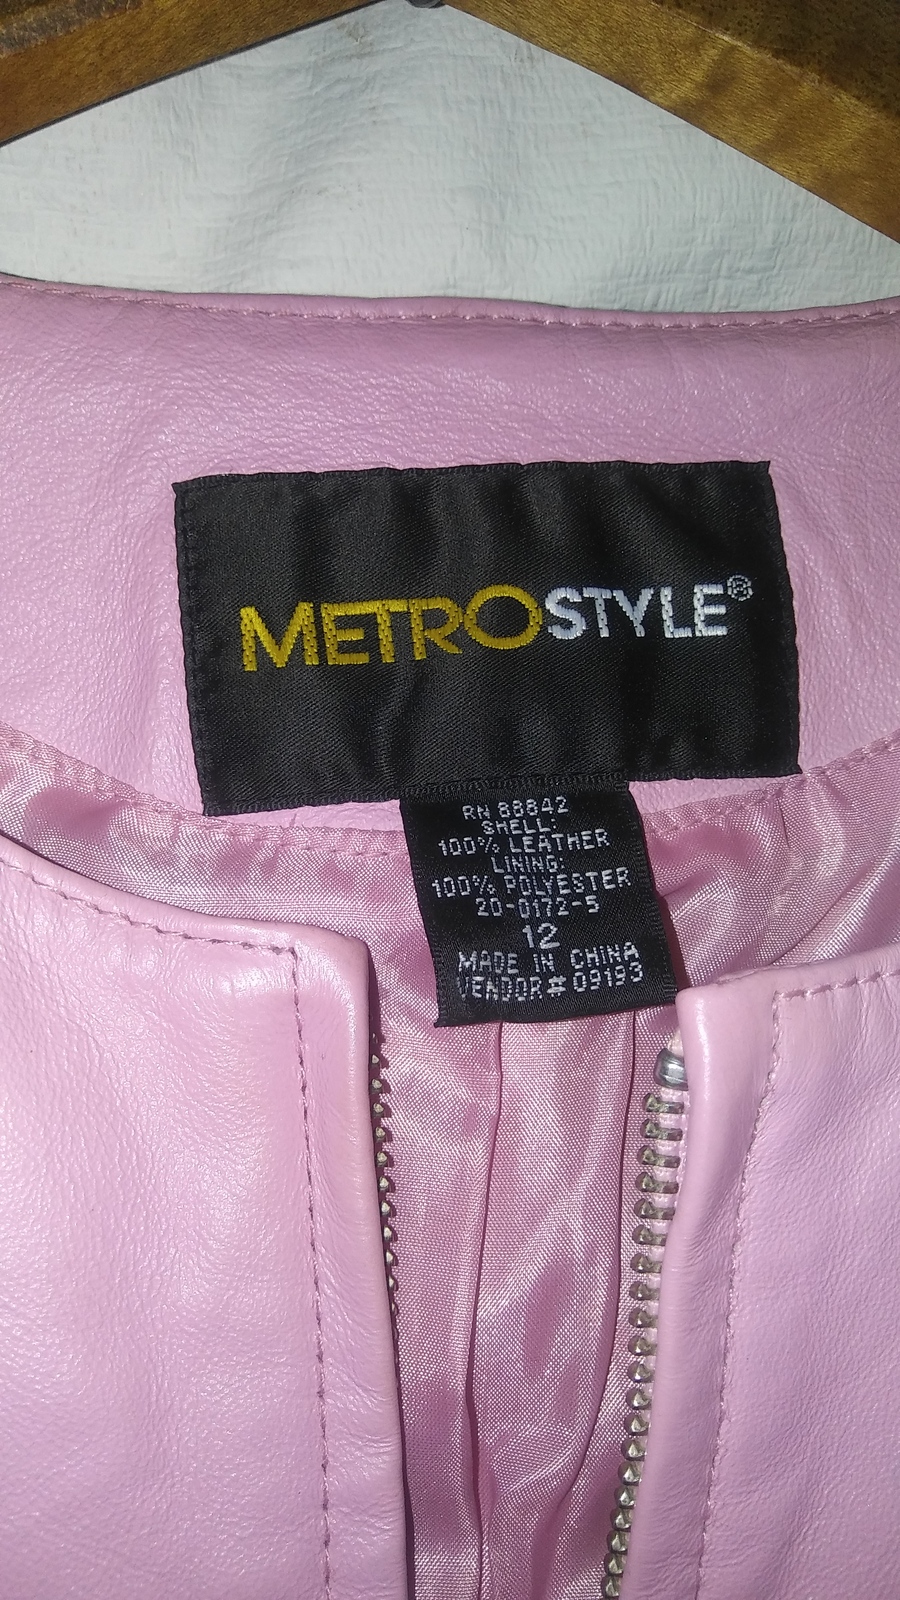 METROSTYLE®
RN 88842
SHELL:
100% LEATHER
LINING:
100% POLYESTER
20-0172-5
12
MADE IN CHINA
VENDOR# 09193